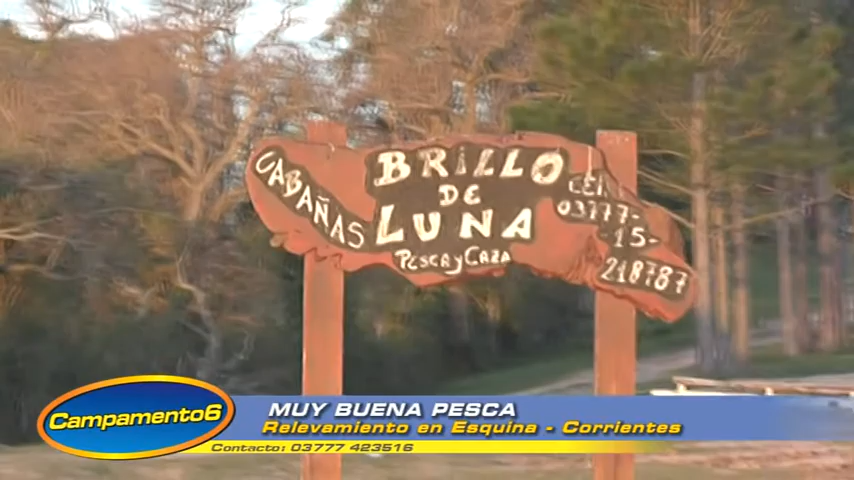 CABAÑAS
BRILLO
DE
LUNA
PESCA Y CAZA
CEL.
03777-
15-
218787
Campamento6
MUY BUENA PESCA
Relevamiento en Esquina - Corrientes
Contacto: 03777 423516